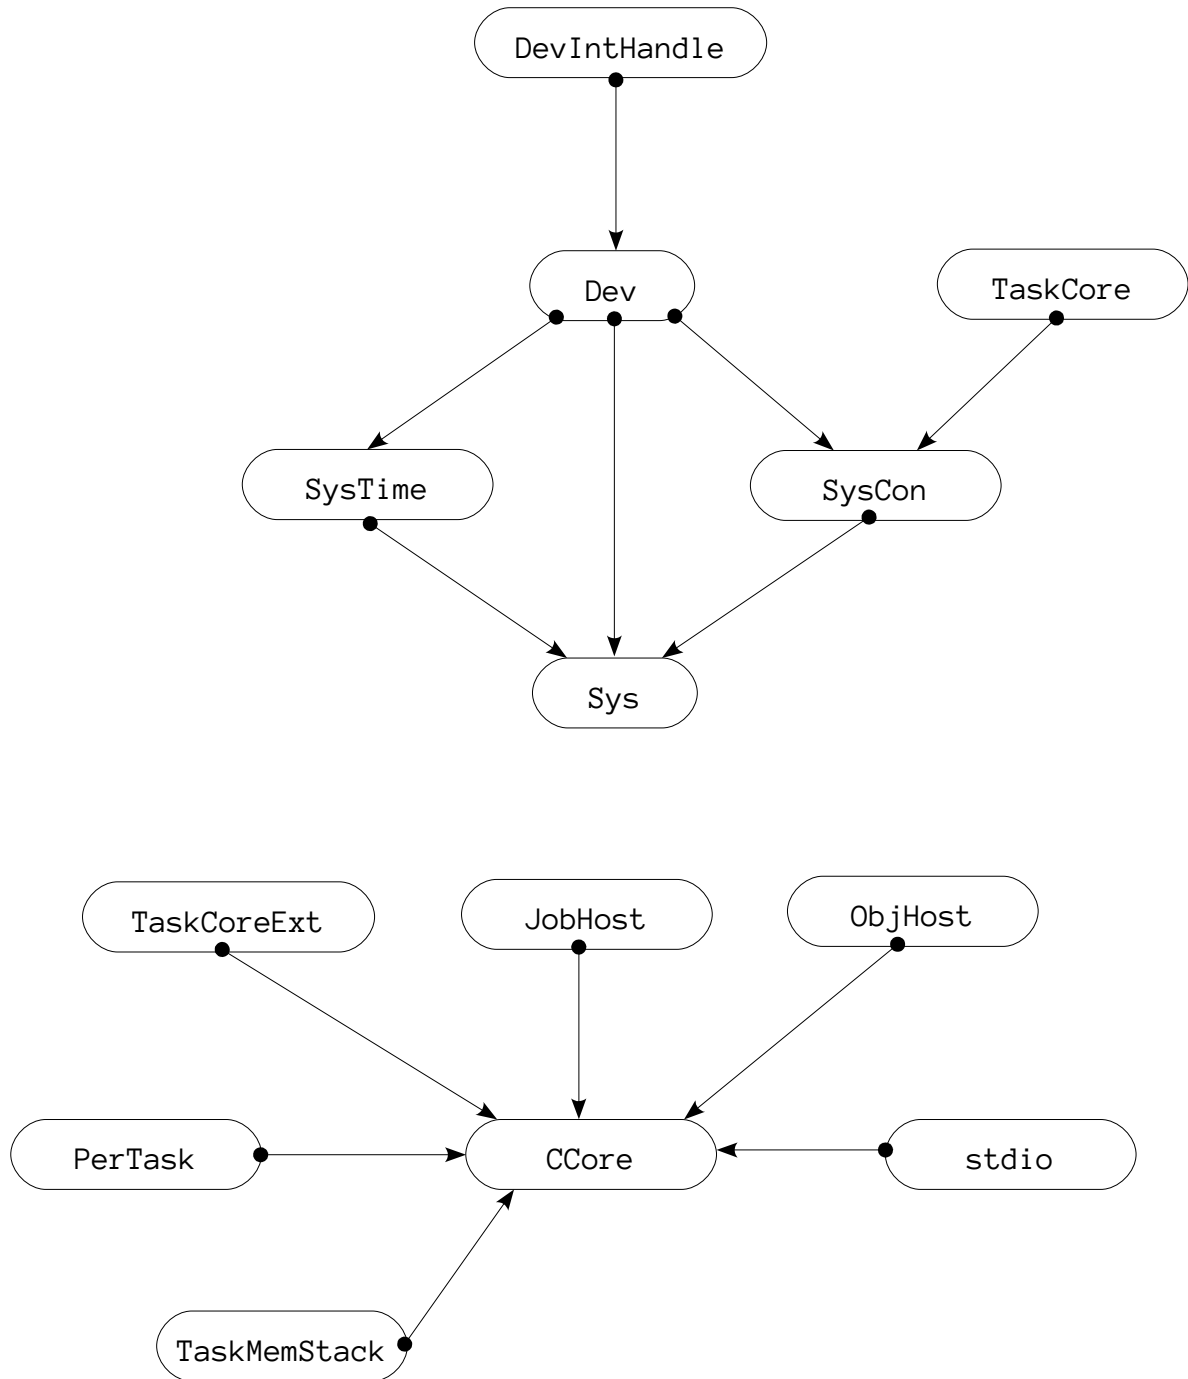 DevIntHandle
Dev
TaskCore
SysTime
SysCon
Sys
TaskCoreExt
JobHost
ObjHost
PerTask
CCore
stdio
TaskMemStack